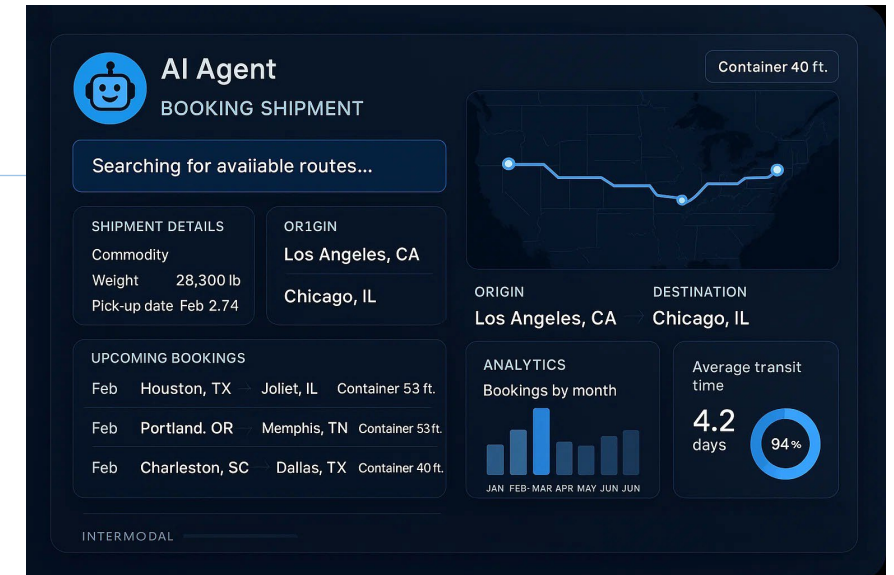 AI Agent
BOOKING SHIPMENT
Container 40 ft.
Searching for avaiiable routes...
SHIPMENT DETAILS
Commodity
Weight 28,300 lb
Pick-up date Feb 2.74
OR1GIN
Los Angeles, CA
Chicago, IL
ORIGIN
Los Angeles, CA
DESTINATION
Chicago, IL
UPCOMING BOOKINGS
Feb Houston, TX Joliet, IL Container 53 ft.
Feb Portland. OR Memphis, TN Container 53 ft.
Feb Charleston, SC Dallas, TX Container 40 ft.
ANALYTICS
Bookings by month
JAN FEB- MAR APR MAY JUN JUN
Average transit
time
4.2
days
94%
INTERMODAL